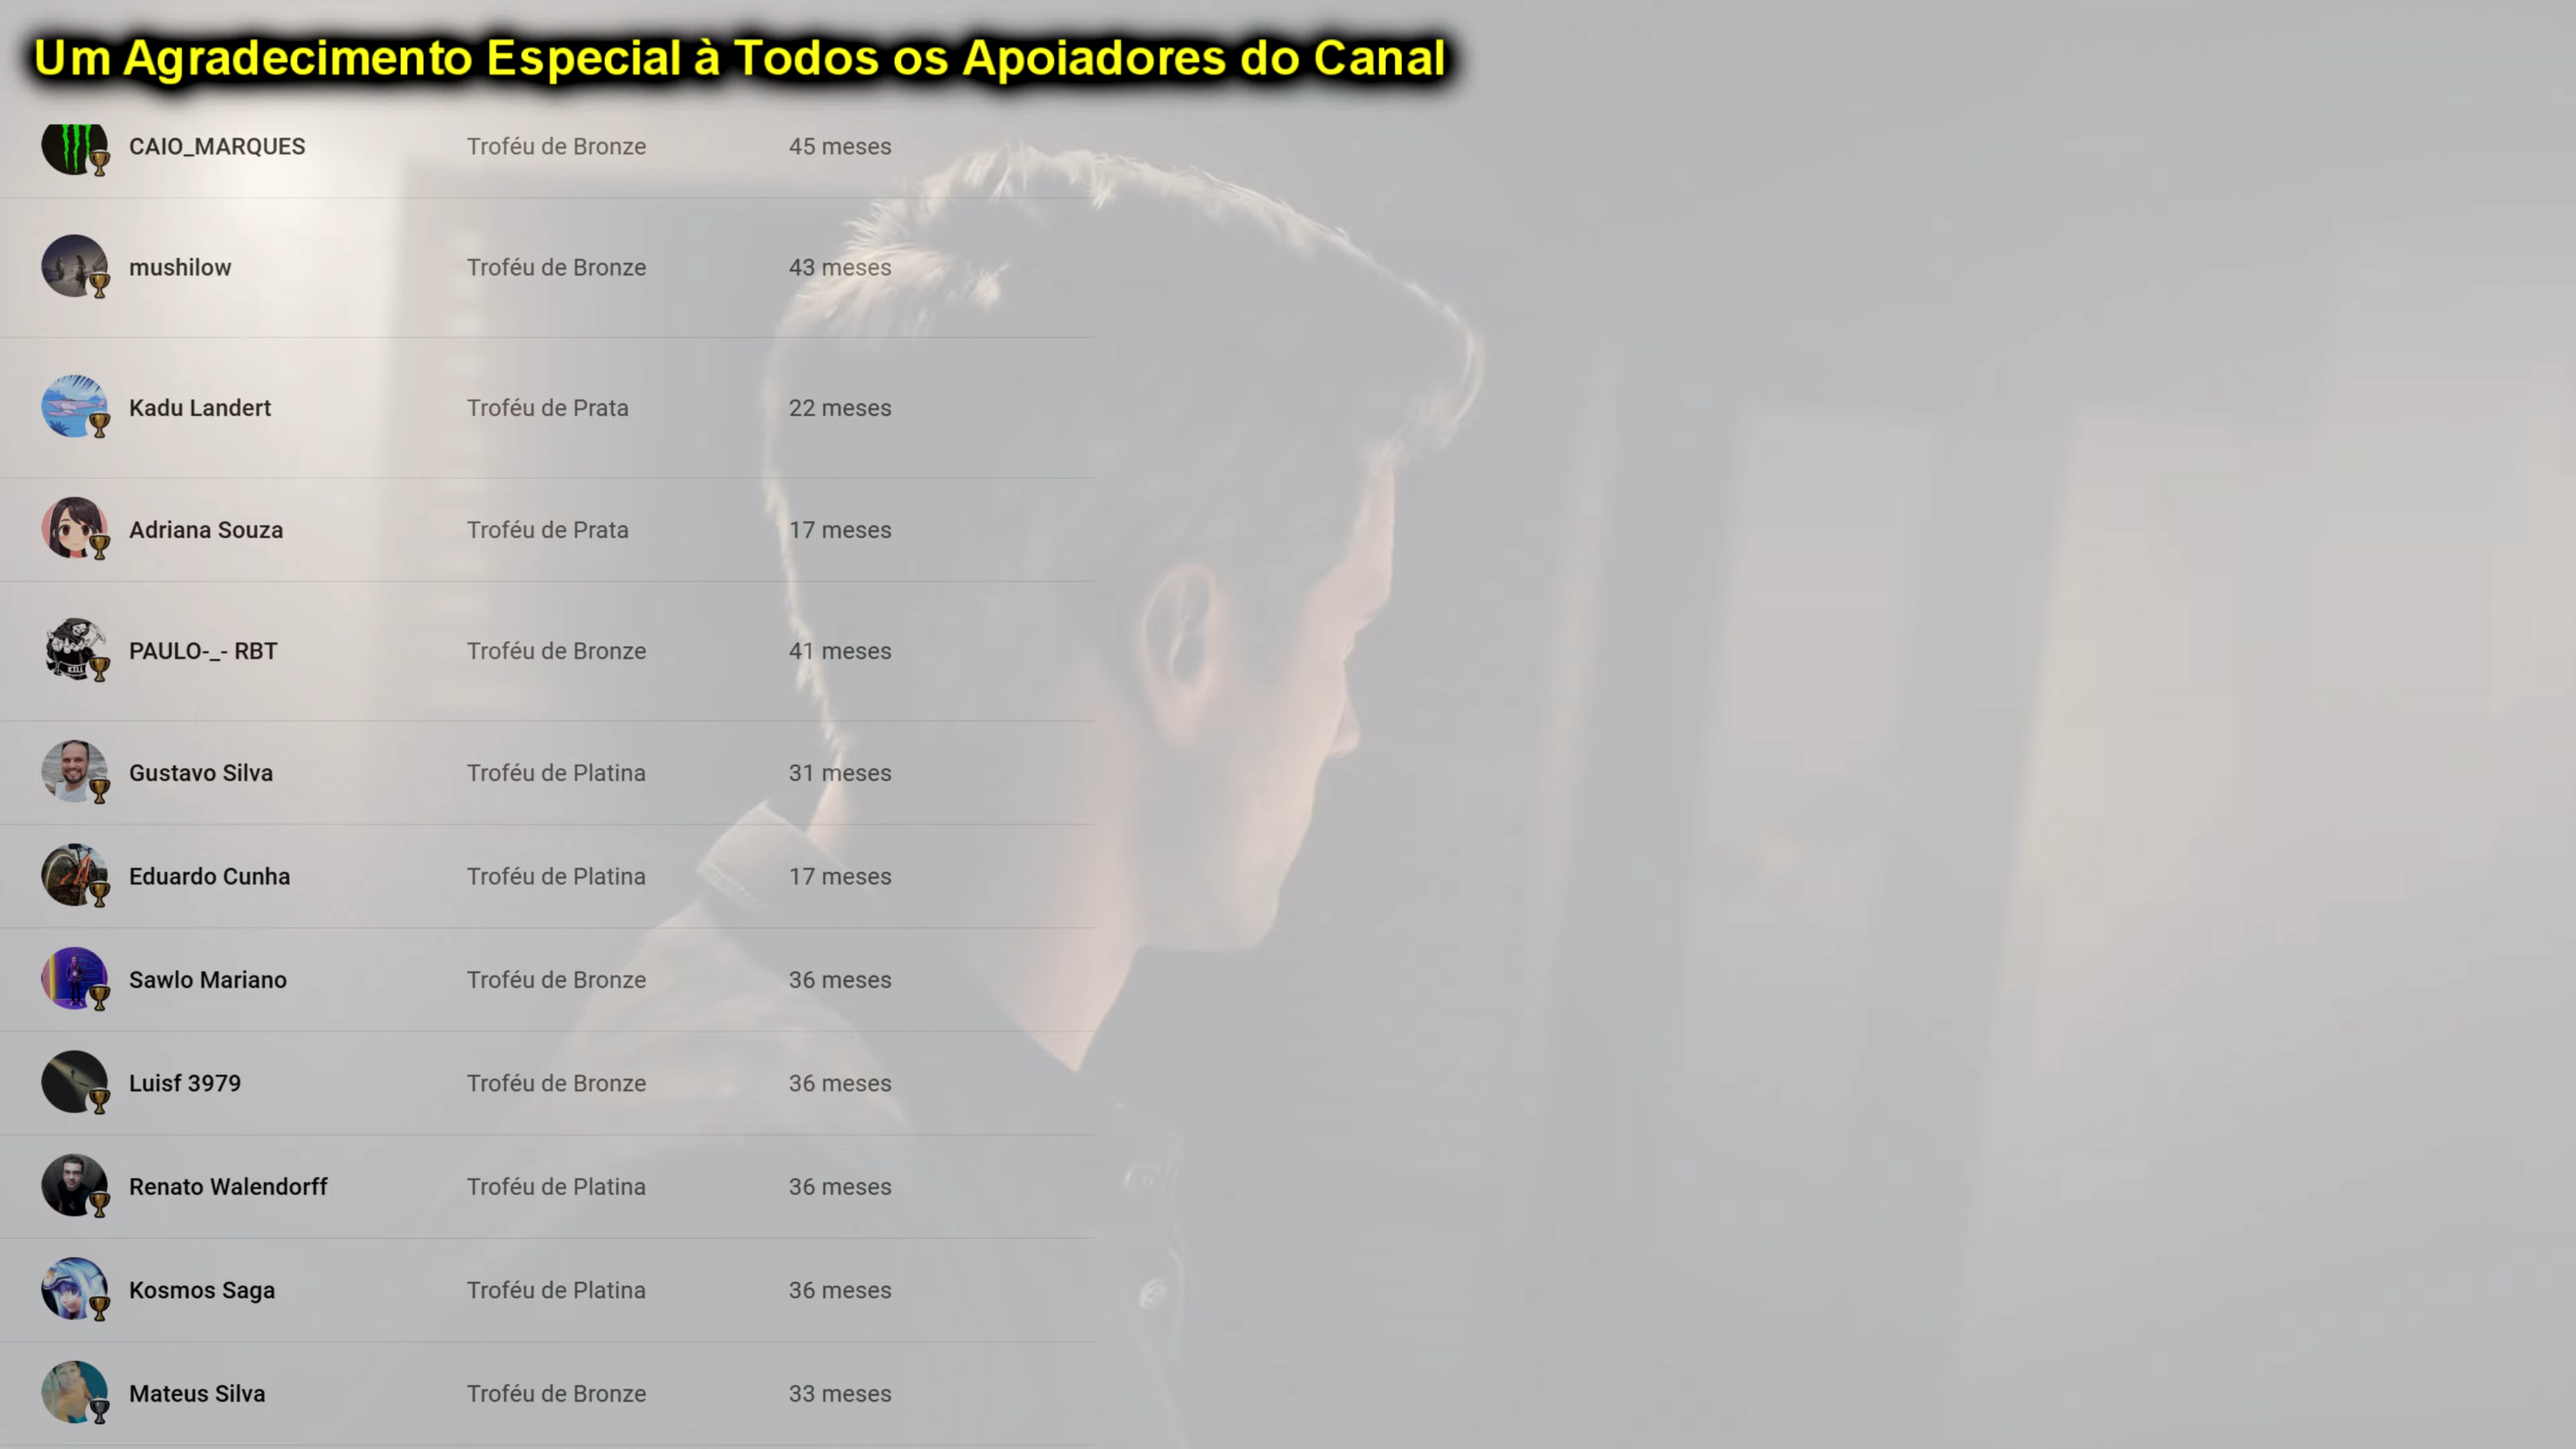 Um Agradecimento Especial à Todos os Apoiadores do Canal
CAIO_MARQUES Troféu de Bronze 45 meses
mushilow Troféu de Bronze 43 meses
Kadu Landert Troféu de Prata 22 meses
Adriana Souza Troféu de Prata 17 meses
PAULO-_- RBT Troféu de Bronze 41 meses
Gustavo Silva Troféu de Platina 31 meses
Eduardo Cunha Troféu de Platina 17 meses
Sawlo Mariano Troféu de Bronze 36 meses
Luisf 3979 Troféu de Bronze 36 meses
Renato Walendorff Troféu de Platina 36 meses
Kosmos Saga Troféu de Platina 36 meses
Mateus Silva Troféu de Bronze 33 meses